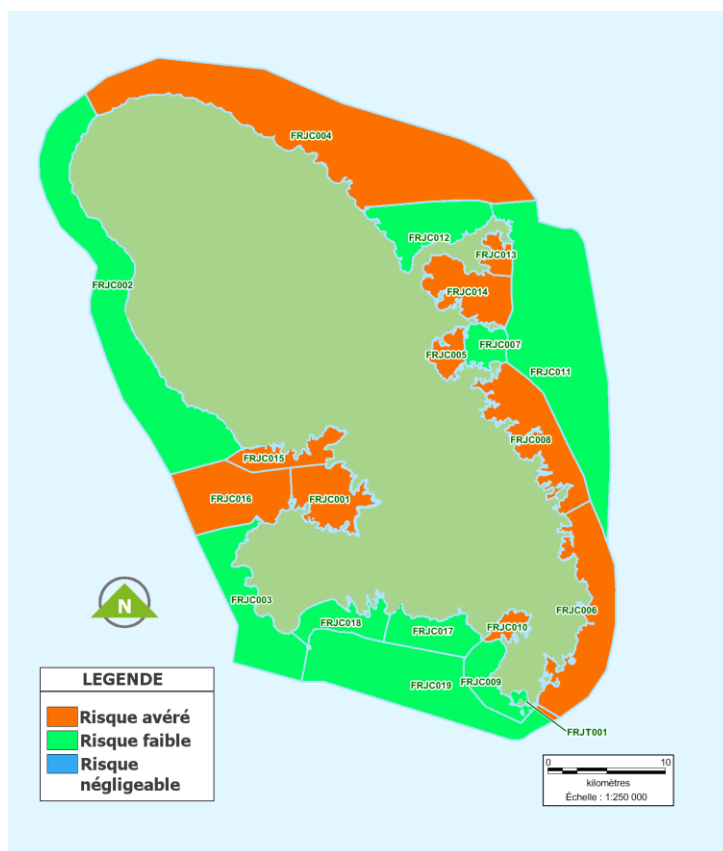 FRJC004
FRJC012
FRJC013
FRJC002
FRJC014
FRJC007
FRJC005
FRJC011
FRJC008
FRJC015
FRJC016
FRJC001
FRJC003
FRJC018
FRJC017
FRJC010
FRJC006
FRJC019
FRJC009
FRJT001
N
LEGENDE
Risque avéré
Risque faible
Risque
négligeable
0 10
kilomètres
Échelle : 1:250 000